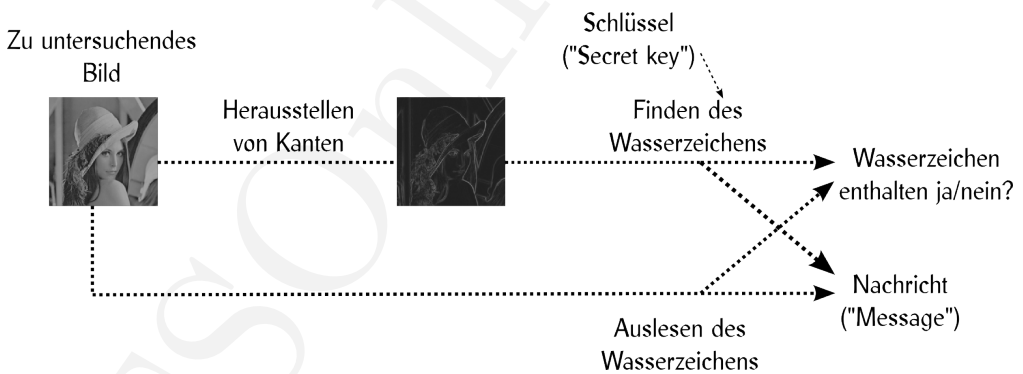 Zu untersuchendes
Bild
Herausstellen
von Kanten
Schlüssel
("Secret key")
Finden des
Wasserzeichens
Wasserzeichen
enthalten ja/nein?
Nachricht
("Message")
Auslesen des
Wasserzeichens